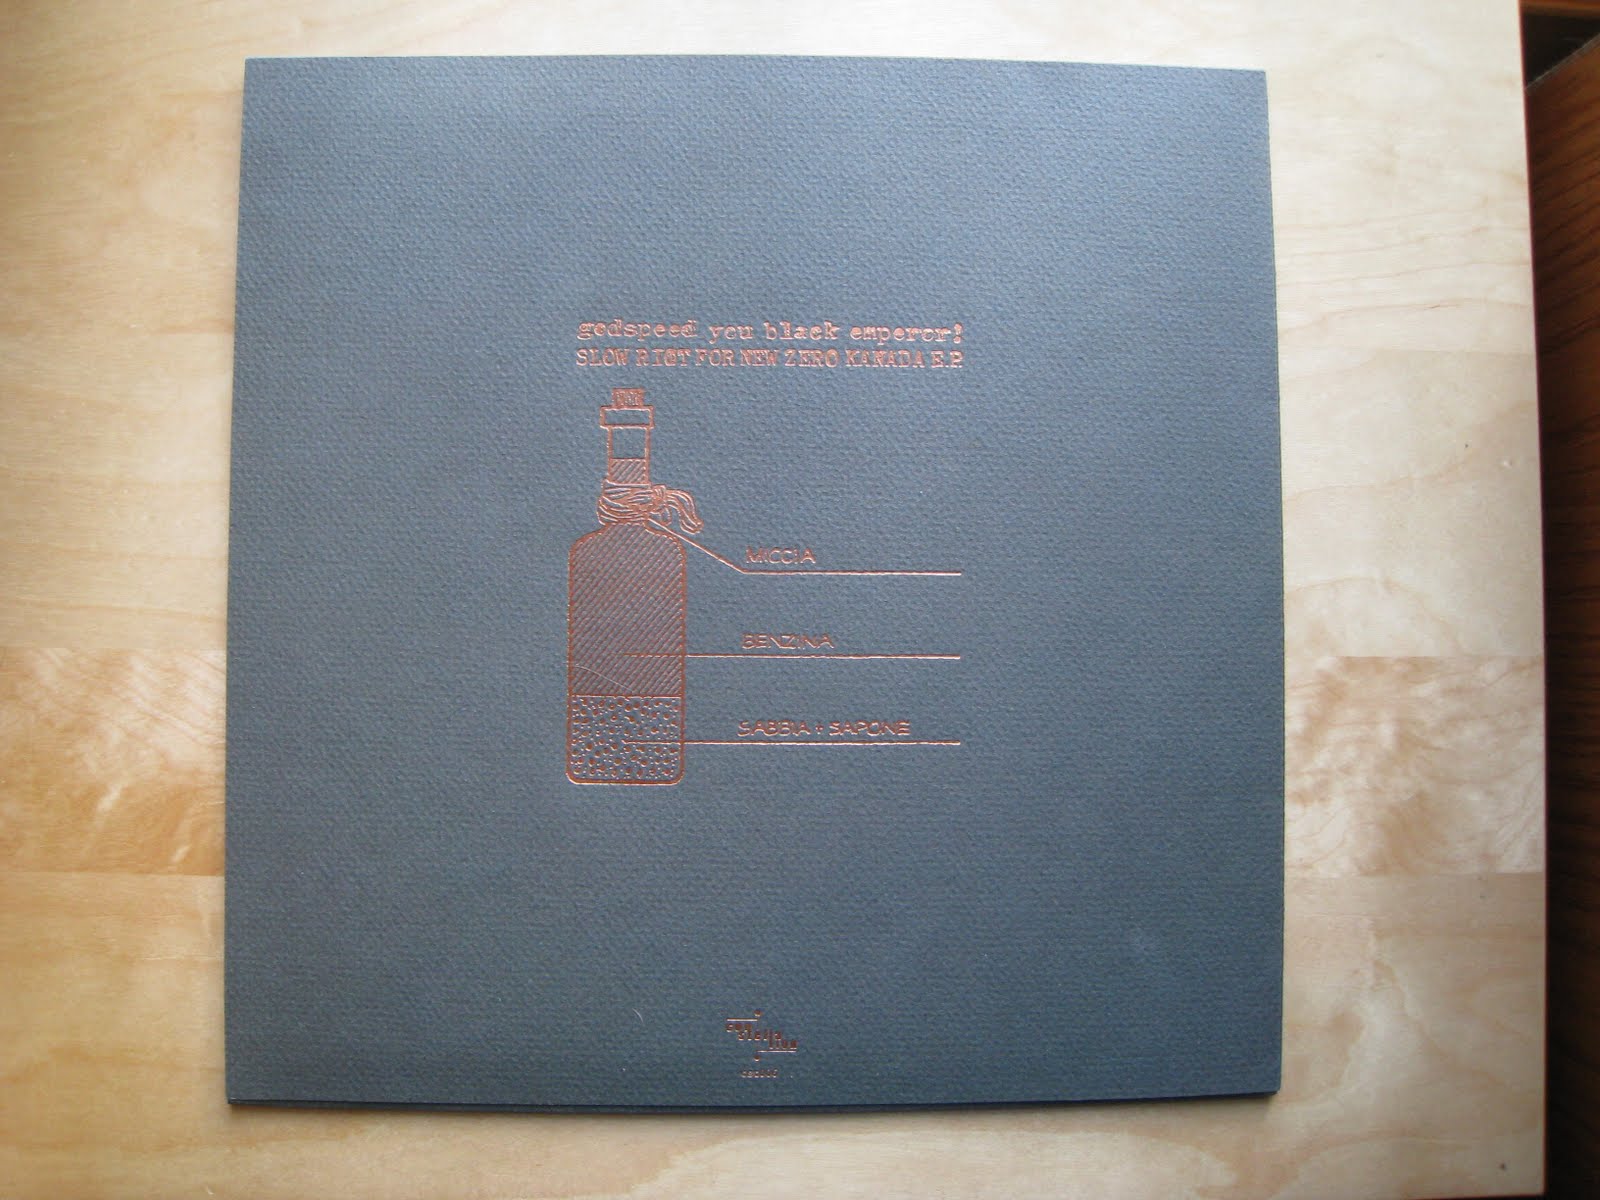 godspeed you black emperor!
SLOW RIOT FOR NEW ZERO KANADA E.P.
MICCIA
BENZINA
SABBIA + SAPONE